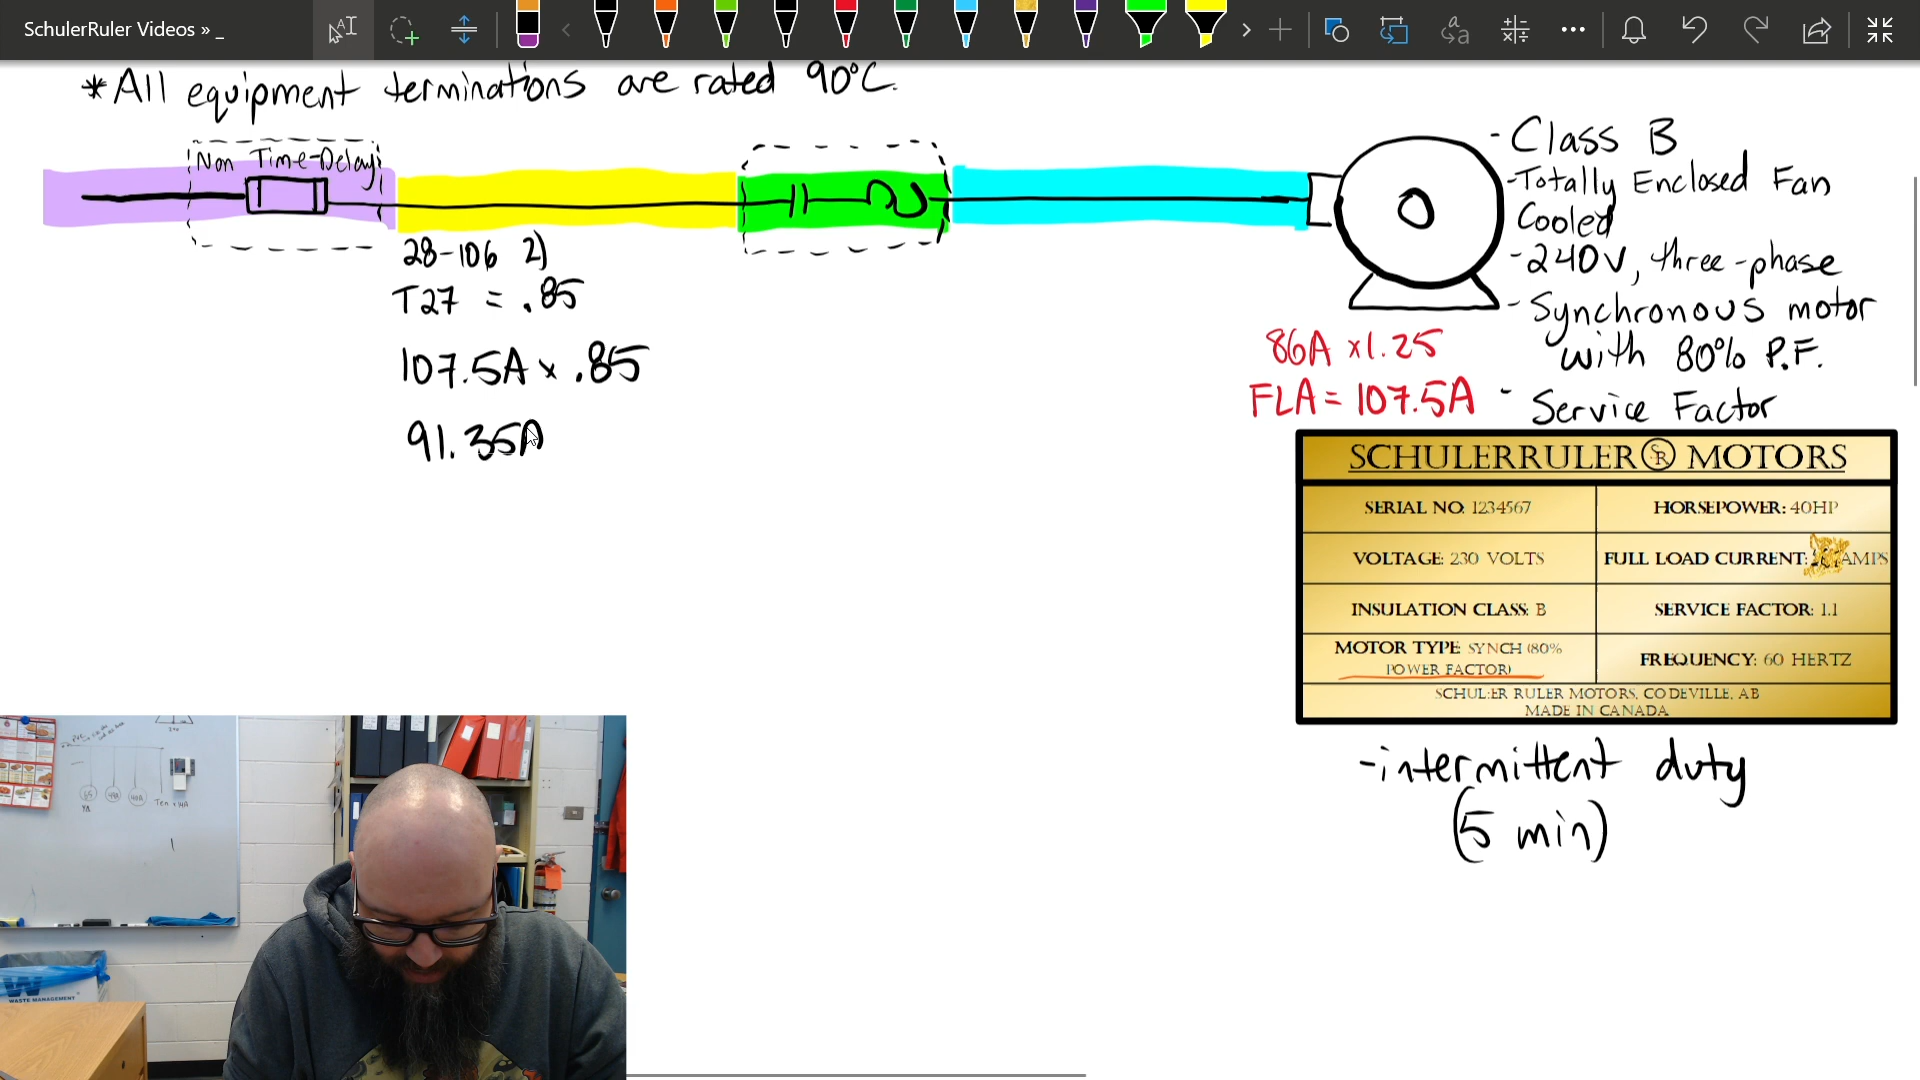 SchulerRuler Videos » _
*All equipment terminations are rated 90°C.
Non Time-Delay
28-106 2)
T27 = .85
107.5A x .85
91.35A
- Class B
- Totally Enclosed Fan
Cooled
- 240V, three-phase
- Synchronous motor
with 80% P.F.
- Service Factor
86A x1.25
FLA = 107.5A
SCHULERRULER SR MOTORS
SERIAL NO: 1234567
HORSEPOWER: 40HP
VOLTAGE: 230 VOLTS
FULL LOAD CURRENT: AMPS
INSULATION CLASS: B
SERVICE FACTOR: 1.1
MOTOR TYPE: SYNCH (80%
POWER FACTOR)
FREQUENCY: 60 HERTZ
SCHULER RULER MOTORS, CODEVILLE, AB
MADE IN CANADA
- intermittent duty
(5 min)
WASTE MANAGEMENT